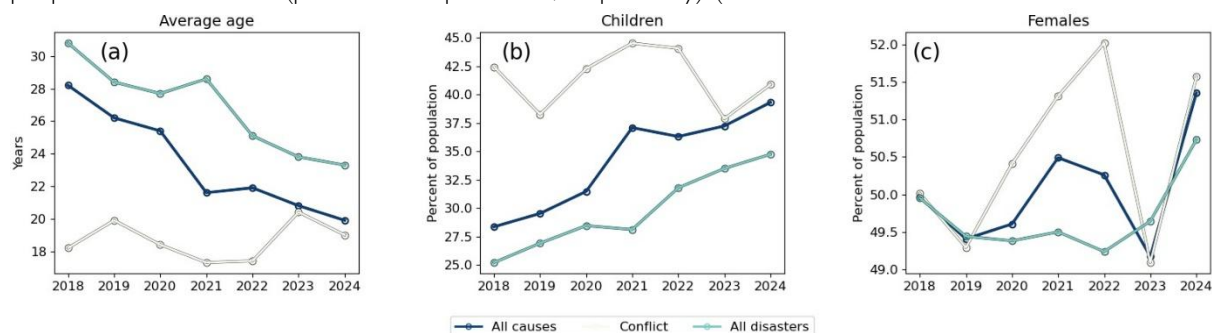 Average age
Children
Females
(a)
(b)
(c)
Years
30
28
26
24
22
20
18
2018 2019 2020 2021 2022 2023 2024
Percent of population
45.0
42.5
40.0
37.5
35.0
32.5
30.0
27.5
25.0
2018 2019 2020 2021 2022 2023 2024
Percent of population
52.0
51.5
51.0
50.5
50.0
49.5
49.0
2018 2019 2020 2021 2022 2023 2024
All causes Conflict All disasters